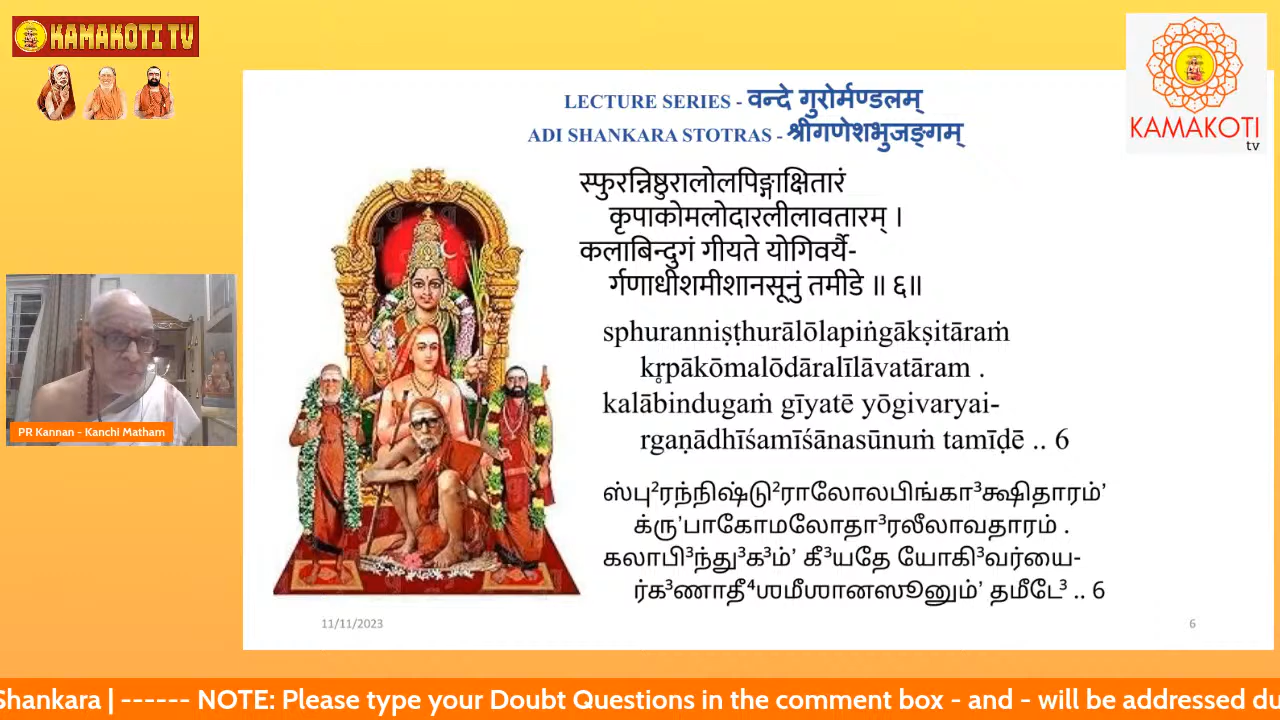 KAMAKOTI TV
KAMAKOTI
tv
LECTURE SERIES - वन्दे गुरोर्मण्डलम्
ADI SHANKARA STOTRAS - श्रीगणेशभुजङ्गम्
स्फुरन्निष्ठुरालोलपिङ्गाक्षितारं
कृपाकोमलोदारलीलावतारम् ।
कलाबिन्दुगं गीयते योगिवर्यै-
र्गणाधीशमीशानसूनुं तमीडे ॥ ६॥
sphuranniṣṭhurālōlapiṅgākṣitāraṁ
kr̥pākōmalōdāralīlāvatāram .
kalābindugaṁ gīyatē yōgivaryai-
rgaṇādhīśamīśānasūnuṁ tamīḍē .. 6
ஸ்பு²ரந்நிஷ்டு²ராலோலபிங்கா³க்ஷிதாரம்ʼ
க்ருʼபாகோமலோதா³ரலீலாவதாரம் .
கலாபி³ந்து³க³ம்ʼ கீ³யதே யோகி³வர்யை-
ர்க³ணாதீ⁴ஶமீஶானஸூனும்ʼ தமீடே³ .. 6
11/11/2023
6
PR Kannan - Kanchi Matham
Shankara | ------ NOTE: Please type your Doubt Questions in the comment box - and - will be addressed du